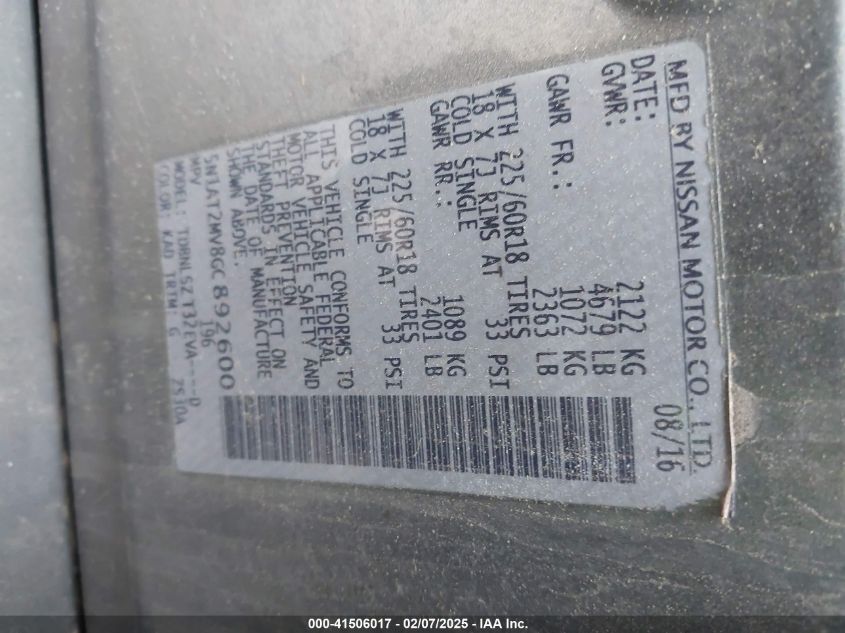 MFD BY NISSAN MOTOR CO., LTD.
DATE: 08/16
GVWR: 2122 KG
4679 LB
GAWR FR.: 1072 KG
2363 LB
WITH 225/60R18 TIRES
18 X 7J RIMS AT 33 PSI
COLD SINGLE
GAWR RR.: 1089 KG
2401 LB
WITH 225/60R18 TIRES
18 X 7J RIMS AT 33 PSI
COLD SINGLE
THIS VEHICLE CONFORMS TO
ALL APPLICABLE FEDERAL
MOTOR VEHICLE SAFETY AND
THEFT PREVENTION
STANDARDS IN EFFECT ON
THE DATE OF MANUFACTURE
SHOWN ABOVE.
5N1AT2MV8GC892600
MPV 196
MODEL: TDRNLSZT32EVA----D
COLOR: KAD TRIM: G 7510A
000-41506017 — 02/07/2025 — IAA Inc.